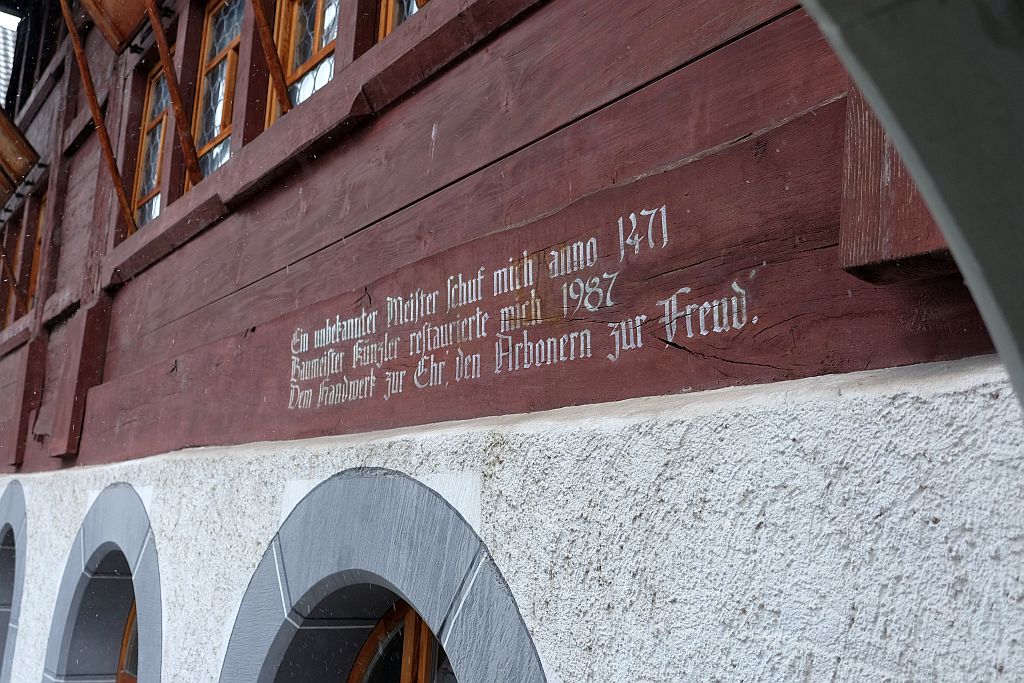 Ein unbekannter Meister schuf mich anno 1471
Baumeister Künzler restaurierte mich 1987
Dem Handwerk zur Ehr, den Arbonern zur Freud'.